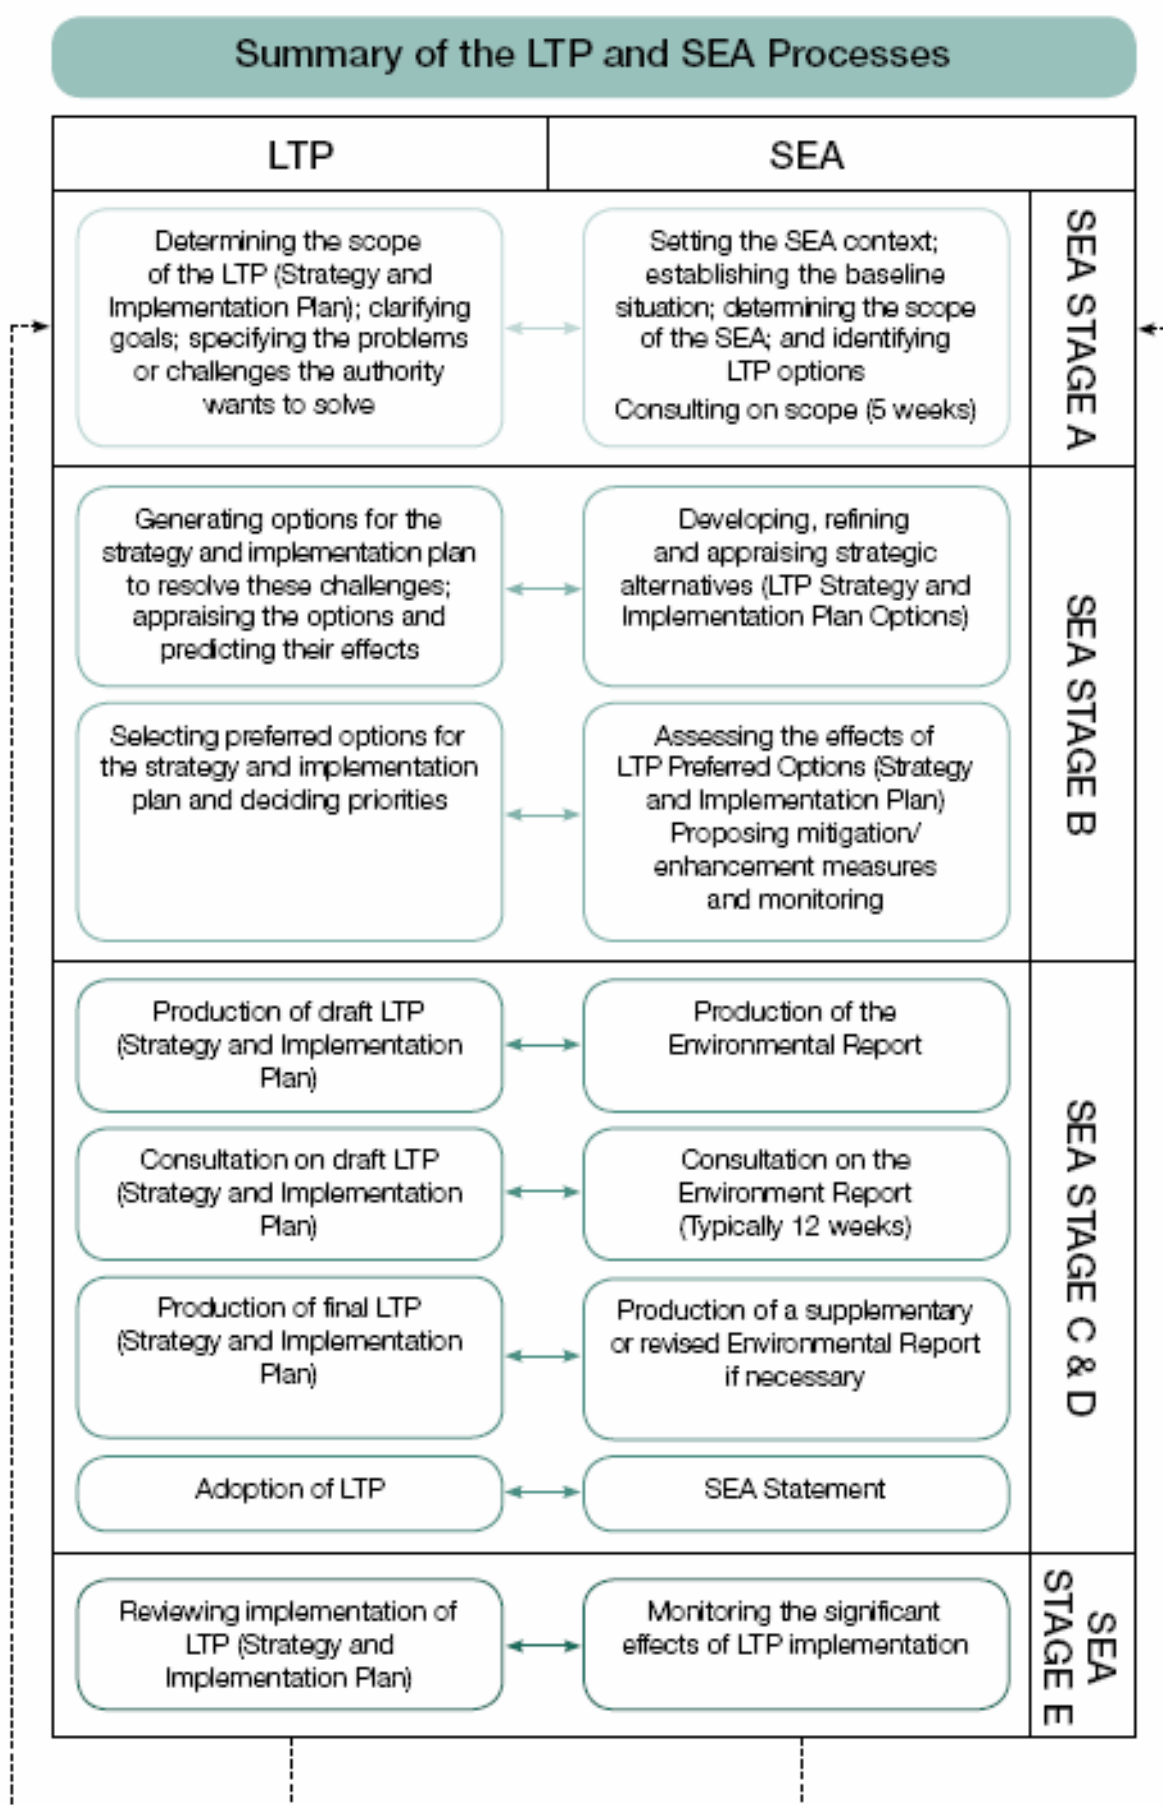 Summary of the LTP and SEA Processes
LTP
SEA
Determining the scope
of the LTP (Strategy and
Implementation Plan); clarifying
goals; specifying the problems
or challenges the authority
wants to solve
Setting the SEA context;
establishing the baseline
situation; determining the scope
of the SEA; and identifying
LTP options
Consulting on scope (5 weeks)
SEA STAGE A
Generating options for the
strategy and implementation plan
to resolve these challenges;
appraising the options and
predicting their effects
Developing, refining
and appraising strategic
alternatives (LTP Strategy and
Implementation Plan Options)
Selecting preferred options for
the strategy and implementation
plan and deciding priorities
Assessing the effects of
LTP Preferred Options (Strategy
and Implementation Plan)
Proposing mitigation/
enhancement measures
and monitoring
SEA STAGE B
Production of draft LTP
(Strategy and Implementation
Plan)
Production of the
Environmental Report
Consultation on draft LTP
(Strategy and Implementation
Plan)
Consultation on the
Environment Report
(Typically 12 weeks)
Production of final LTP
(Strategy and Implementation
Plan)
Production of a supplementary
or revised Environmental Report
if necessary
Adoption of LTP
SEA Statement
SEA STAGE C & D
Reviewing implementation of
LTP (Strategy and
Implementation Plan)
Monitoring the significant
effects of LTP implementation
SEA
STAGE E